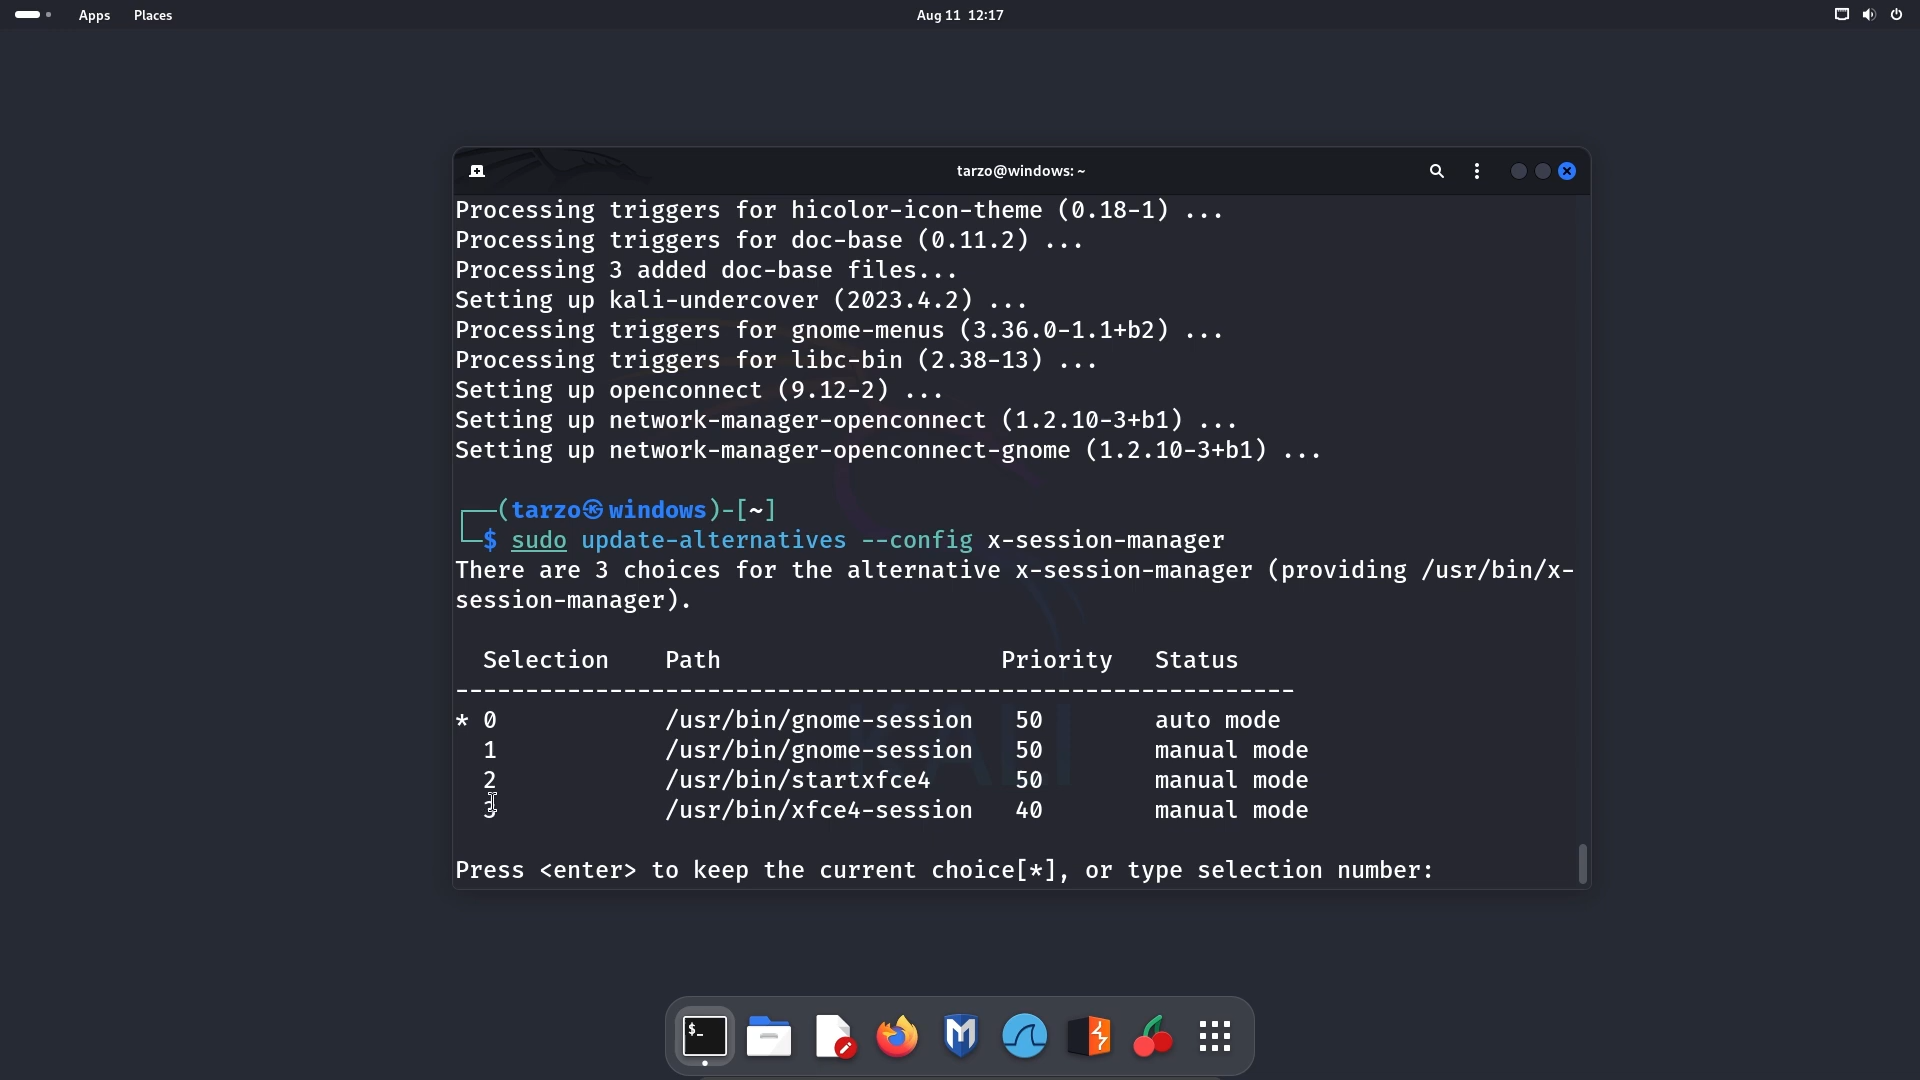 Apps Places Aug 11 12:17
tarzo@windows: ~
Processing triggers for hicolor-icon-theme (0.18-1) ...
Processing triggers for doc-base (0.11.2) ...
Processing 3 added doc-base files...
Setting up kali-undercover (2023.4.2) ...
Processing triggers for gnome-menus (3.36.0-1.1+b2) ...
Processing triggers for libc-bin (2.38-13) ...
Setting up openconnect (9.12-2) ...
Setting up network-manager-openconnect (1.2.10-3+b1) ...
Setting up network-manager-openconnect-gnome (1.2.10-3+b1) ...
┌──(tarzo㉿windows)-[~]
└─$ sudo update-alternatives --config x-session-manager
There are 3 choices for the alternative x-session-manager (providing /usr/bin/x-
session-manager).
Selection Path Priority Status
------------------------------------------------------------
* 0 /usr/bin/gnome-session 50 auto mode
1 /usr/bin/gnome-session 50 manual mode
2 /usr/bin/startxfce4 50 manual mode
3 /usr/bin/xfce4-session 40 manual mode
Press <enter> to keep the current choice[*], or type selection number:
$_